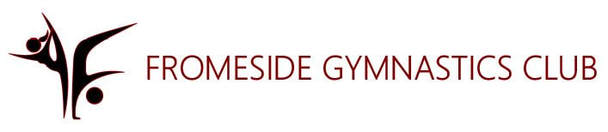 FROMESIDE GYMNASTICS CLUB